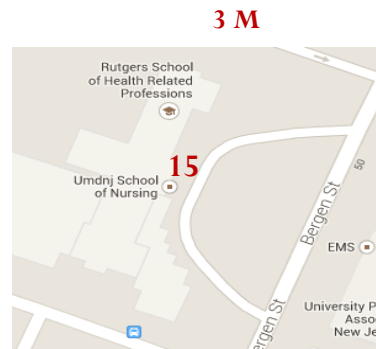 3 M
Rutgers School
of Health Related
Professions
15
Umdnj School
of Nursing
50
Bergen St
EMS
University P
Asso
New Je
ergen St